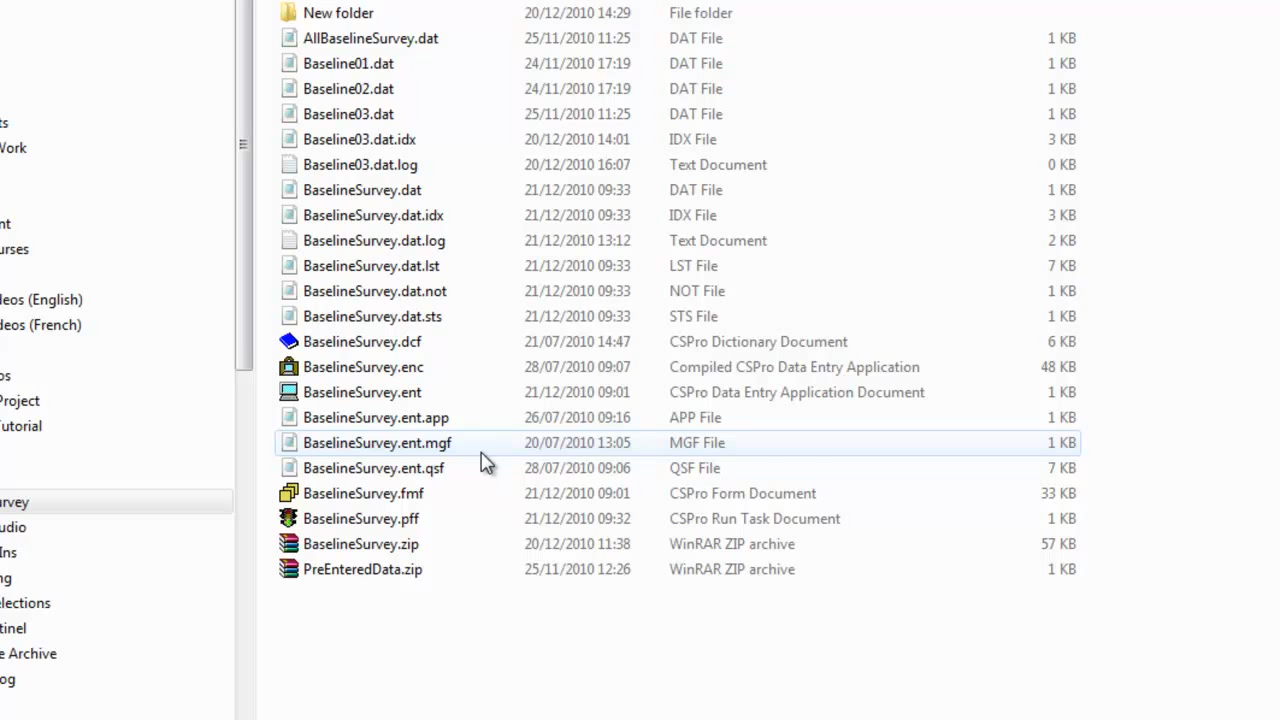 New folder 20/12/2010 14:29 File folder
AllBaselineSurvey.dat 25/11/2010 11:25 DAT File 1 KB
Baseline01.dat 24/11/2010 17:19 DAT File 1 KB
Baseline02.dat 24/11/2010 17:19 DAT File 1 KB
Baseline03.dat 25/11/2010 11:25 DAT File 1 KB
ts
Baseline03.dat.idx 20/12/2010 14:01 IDX File 3 KB
Work
Baseline03.dat.log 20/12/2010 16:07 Text Document 0 KB
BaselineSurvey.dat 21/12/2010 09:33 DAT File 1 KB
BaselineSurvey.dat.idx 21/12/2010 09:33 IDX File 3 KB
nt
BaselineSurvey.dat.log 21/12/2010 13:12 Text Document 2 KB
urses
BaselineSurvey.dat.lst 21/12/2010 09:33 LST File 7 KB
BaselineSurvey.dat.not 21/12/2010 09:33 NOT File 1 KB
eos (English)
BaselineSurvey.dat.sts 21/12/2010 09:33 STS File 1 KB
deos (French)
BaselineSurvey.dcf 21/07/2010 14:47 CSPro Dictionary Document 6 KB
BaselineSurvey.enc 28/07/2010 09:07 Compiled CSPro Data Entry Application 48 KB
os
BaselineSurvey.ent 21/12/2010 09:01 CSPro Data Entry Application Document 1 KB
Project
BaselineSurvey.ent.app 26/07/2010 09:16 APP File 1 KB
Tutorial
BaselineSurvey.ent.mgf 20/07/2010 13:05 MGF File 1 KB
BaselineSurvey.ent.qsf 28/07/2010 09:06 QSF File 7 KB
BaselineSurvey.fmf 21/12/2010 09:01 CSPro Form Document 33 KB
urvey
BaselineSurvey.pff 21/12/2010 09:32 CSPro Run Task Document 1 KB
udio
BaselineSurvey.zip 20/12/2010 11:38 WinRAR ZIP archive 57 KB
Ins
PreEnteredData.zip 25/11/2010 12:26 WinRAR ZIP archive 1 KB
ng
elections
tinel
e Archive
og